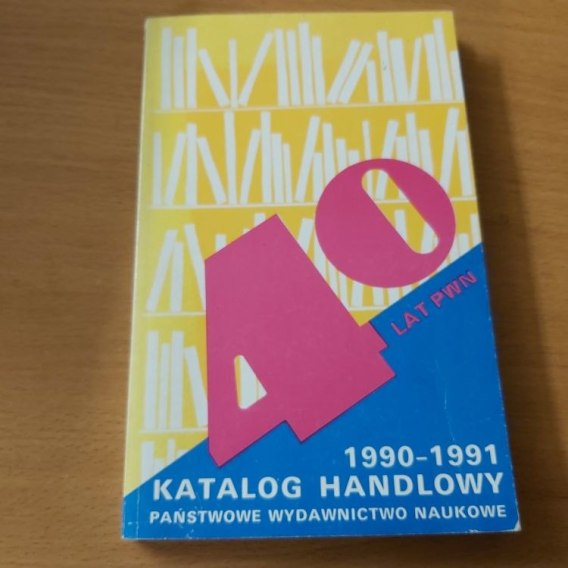 40
LAT PWN
1990-1991
KATALOG HANDLOWY
PAŃSTWOWE WYDAWNICTWO NAUKOWE